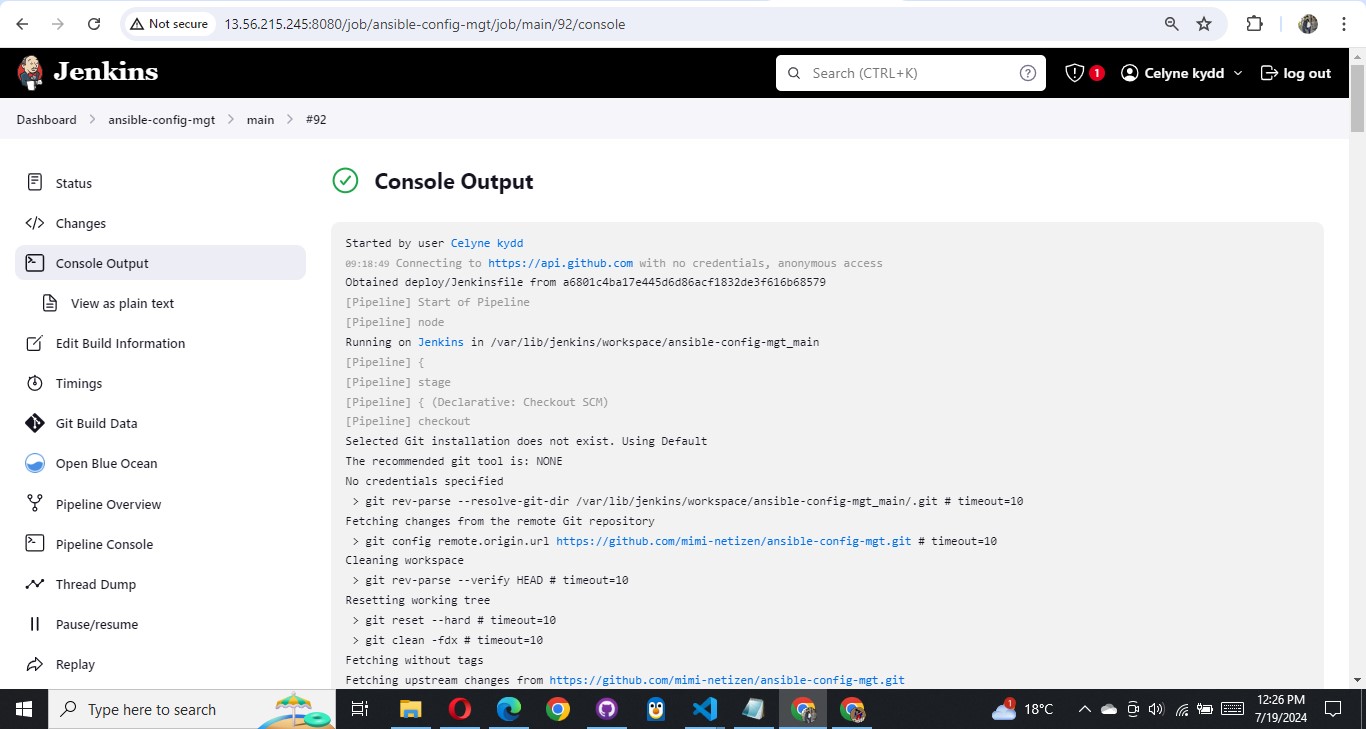 Not secure
13.56.215.245:8080/job/ansible-config-mgt/job/main/92/console
Jenkins
Search (CTRL+K)
?
1
Celyne kydd
log out
Dashboard
ansible-config-mgt
main
#92
Status
Changes
Console Output
View as plain text
Edit Build Information
Timings
Git Build Data
Open Blue Ocean
Pipeline Overview
Pipeline Console
Thread Dump
Pause/resume
Replay
Console Output
Started by user Celyne kydd
09:18:49 Connecting to https://api.github.com with no credentials, anonymous access
Obtained deploy/Jenkinsfile from a6801c4ba17e445d6d86acf1832de3f616b68579
[Pipeline] Start of Pipeline
[Pipeline] node
Running on Jenkins in /var/lib/jenkins/workspace/ansible-config-mgt_main
[Pipeline] {
[Pipeline] stage
[Pipeline] { (Declarative: Checkout SCM)
[Pipeline] checkout
Selected Git installation does not exist. Using Default
The recommended git tool is: NONE
No credentials specified
 > git rev-parse --resolve-git-dir /var/lib/jenkins/workspace/ansible-config-mgt_main/.git # timeout=10
Fetching changes from the remote Git repository
 > git config remote.origin.url https://github.com/mimi-netizen/ansible-config-mgt.git # timeout=10
Cleaning workspace
 > git rev-parse --verify HEAD # timeout=10
Resetting working tree
 > git reset --hard # timeout=10
 > git clean -fdx # timeout=10
Fetching without tags
Fetching upstream changes from https://github.com/mimi-netizen/ansible-config-mgt.git
Type here to search
1
18°C
12:26 PM
7/19/2024